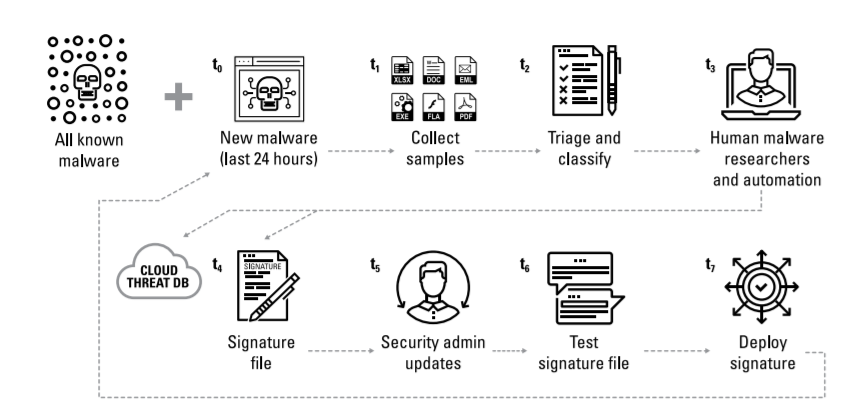 t0
t1
t2
t3
XLSX
DOC
EML
EXE
FLA
PDF
All known
malware
New malware
(last 24 hours)
Collect
samples
Triage and
classify
Human malware
researchers
and automation
CLOUD
THREAT DB
t4
SIGNATURE
t5
t6
t7
Signature
file
Security admin
updates
Test
signature file
Deploy
signature